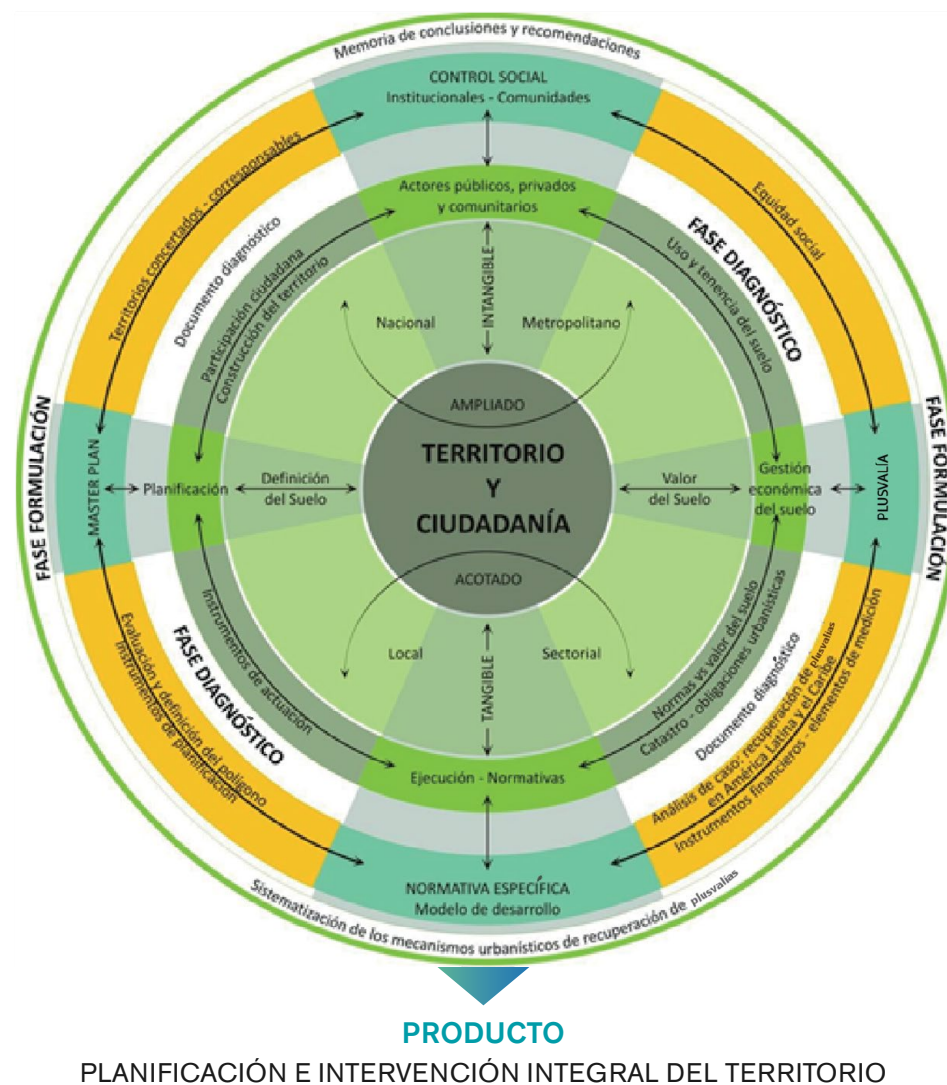 Memoria de conclusiones y recomendaciones
CONTROL SOCIAL
Institucionales - Comunidades
Territorios concertados - corresponsables
Equidad social
Actores públicos, privados
y comunitarios
Documento diagnóstico
FASE DIAGNÓSTICO
Participación ciudadana
Construcción del territorio
Uso y tenencia del suelo
INTANGIBLE
Nacional
Metropolitano
AMPLIADO
FASE FORMULACIÓN
MASTER PLAN
Planificación
Definición
del Suelo
TERRITORIO
Y
CIUDADANÍA
Valor
del Suelo
Gestión
económica
del suelo
PLUSVALÍA
FASE FORMULACIÓN
ACOTADO
Local
Sectorial
TANGIBLE
Instrumentos de actuación
Normas vs valor del suelo
Catastro - obligaciones urbanísticas
FASE DIAGNÓSTICO
Documento diagnóstico
Evaluación y definición del polígono
Instrumentos de planificación
Análisis de caso: recuperación de plusvalias
en América Latina y el Caribe
Instrumentos financieros - elementos de medición
Ejecución - Normativas
NORMATIVA ESPECÍFICA
Modelo de desarrollo
Sistematización de los mecanismos urbanísticos de recuperación de plusvalias
PRODUCTO
PLANIFICACIÓN E INTERVENCIÓN INTEGRAL DEL TERRITORIO